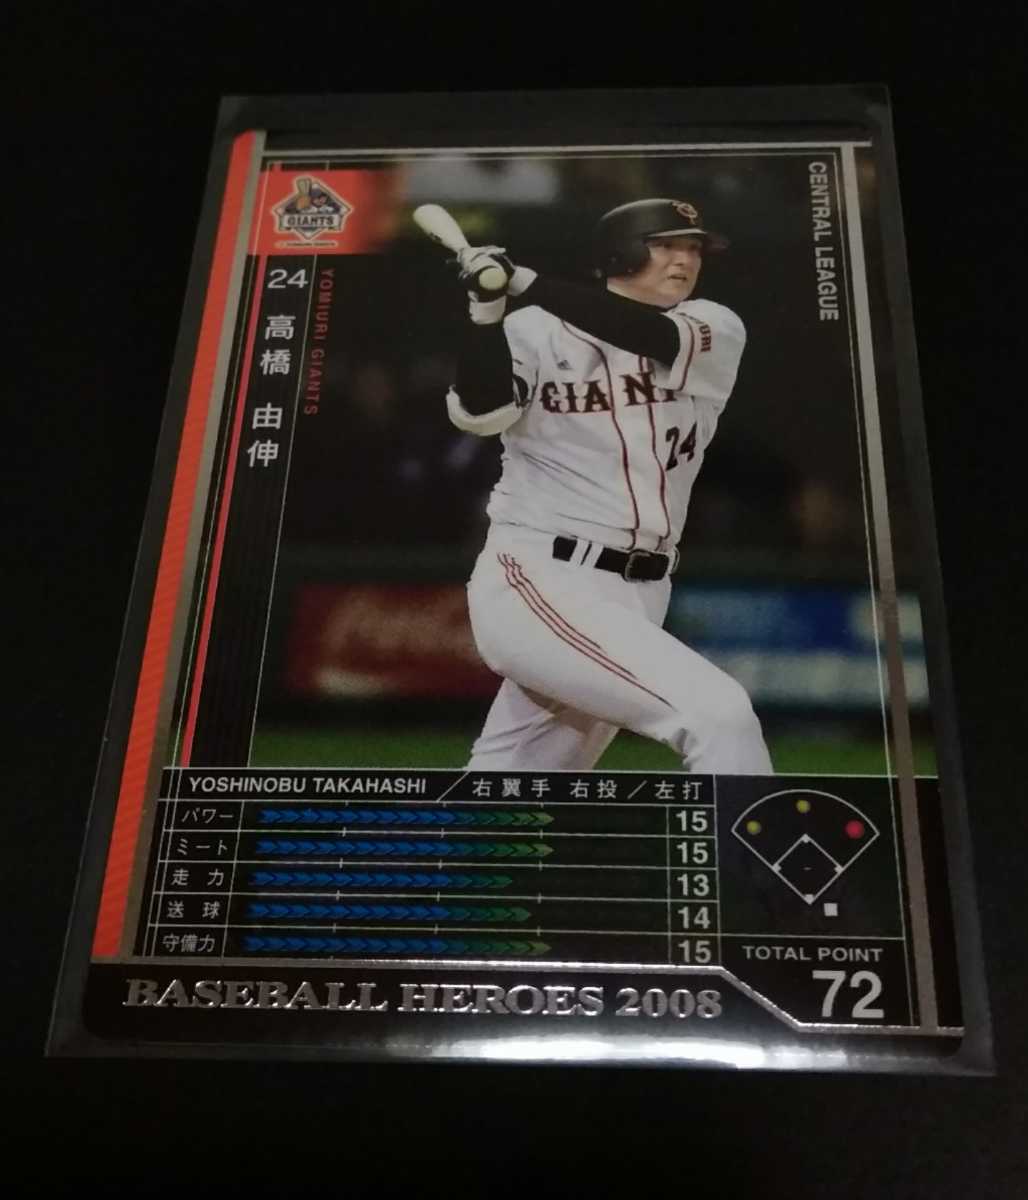 GIANTS
CENTRAL LEAGUE
24
高橋 由伸
YOMIURI GIANTS
GIANT
24
YOSHINOBU TAKAHASHI
右翼手 右投/左打
パワー 15
ミート 15
走力 13
送球 14
守備力 15
TOTAL POINT
72
BASEBALL HEROES 2008